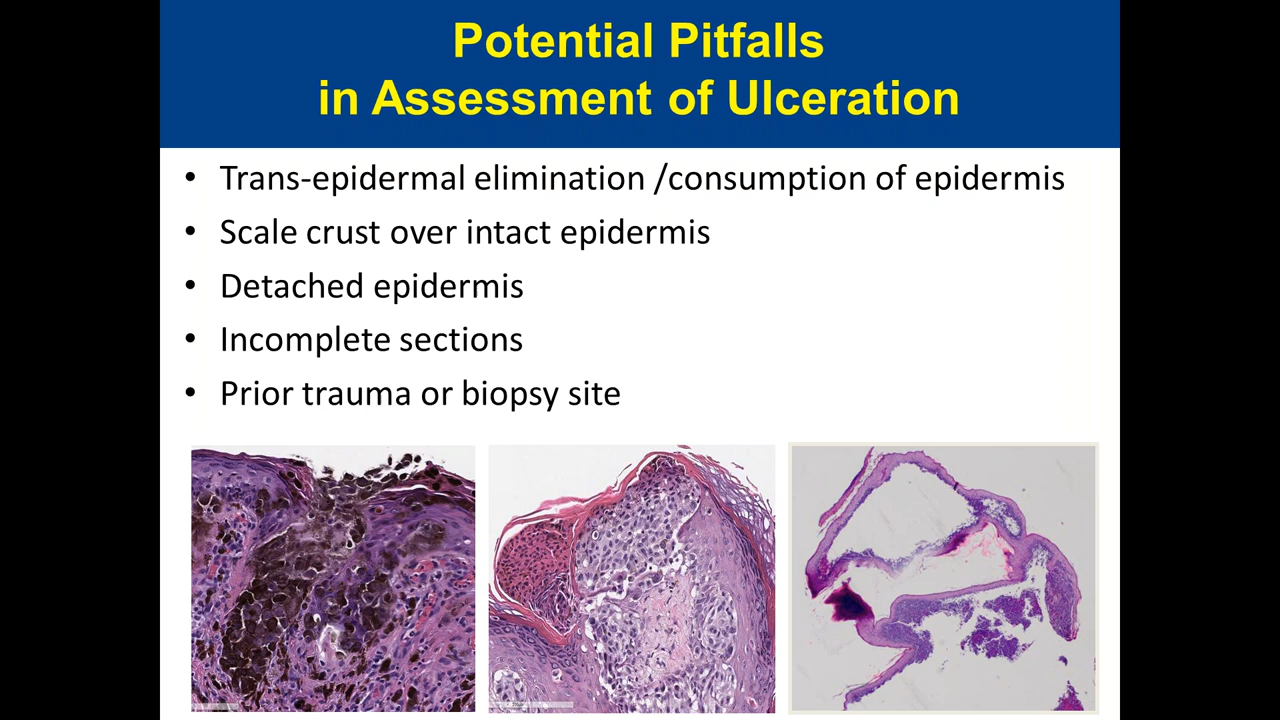 Potential Pitfalls
in Assessment of Ulceration
• Trans-epidermal elimination /consumption of epidermis
• Scale crust over intact epidermis
• Detached epidermis
• Incomplete sections
• Prior trauma or biopsy site